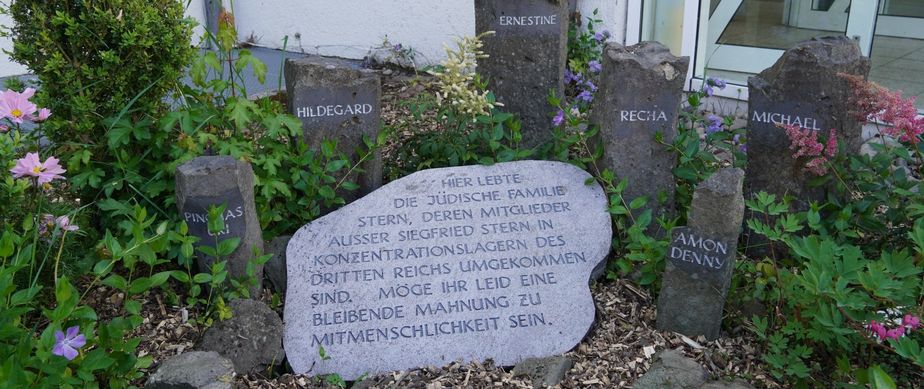 ERNESTINE
HILDEGARD
RECHA
MICHAEL
PINCHAS
AMON
DENNY
HIER LEBTE
DIE JÜDISCHE FAMILIE
STERN, DEREN MITGLIEDER
AUSSER SIEGFRIED STERN IN
KONZENTRATIONSLAGERN DES
DRITTEN REICHS UMGEKOMMEN
SIND. MÖGE IHR LEID EINE
BLEIBENDE MAHNUNG ZU
MITMENSCHLICHKEIT SEIN.